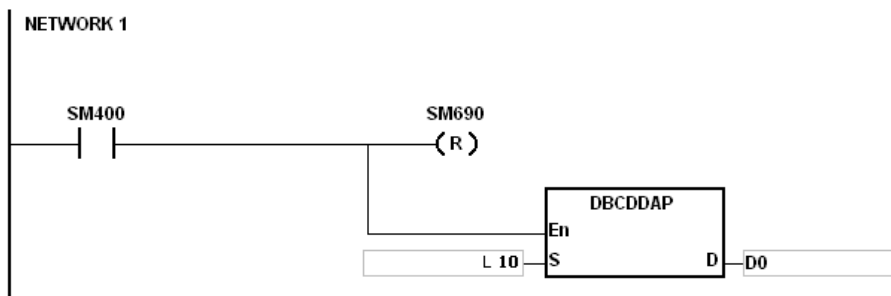 NETWORK 1
SM400
SM690
( R )
DBCDDAP
En
L 10
S
D
D0